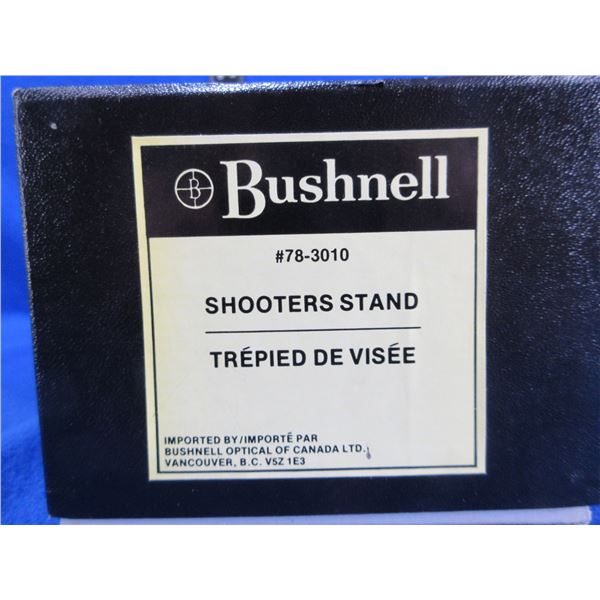 B Bushnell
#78-3010
SHOOTERS STAND
TRÉPIED DE VISÉE
IMPORTED BY/IMPORTÉ PAR
BUSHNELL OPTICAL OF CANADA LTD.
VANCOUVER, B.C. V5Z 1E3